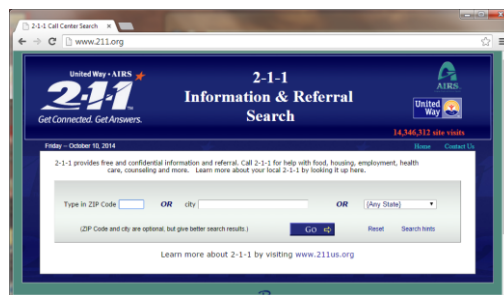 2-1-1 Call Center Search
www.211.org
United Way • AIRS
2-1-1
Get Connected. Get Answers.
2-1-1
Information & Referral
Search
AIRS
United
Way
14,346,312 site visits
Friday – October 10, 2014
Home Contact Us
2-1-1 provides free and confidential information and referral. Call 2-1-1 for help with food, housing, employment, health
care, counseling and more. Learn more about your local 2-1-1 by looking it up here.
Type in ZIP Code OR city OR (Any State)
(ZIP Code and city are optional, but give better search results.) Go Reset Search hints
Learn more about 2-1-1 by visiting www.211us.org